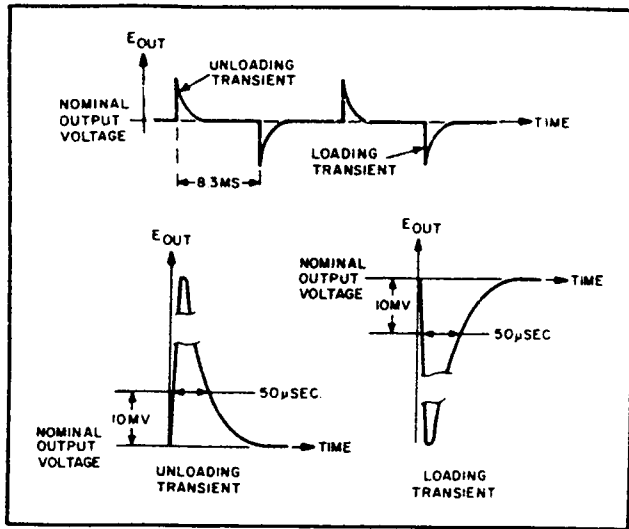 EOUT
UNLOADING
TRANSIENT
NOMINAL
OUTPUT
VOLTAGE
TIME
LOADING
TRANSIENT
8.3MS
EOUT
50µSEC.
10MV
NOMINAL
OUTPUT
VOLTAGE
TIME
UNLOADING
TRANSIENT
EOUT
NOMINAL
OUTPUT
VOLTAGE
TIME
10MV
50µSEC
LOADING
TRANSIENT